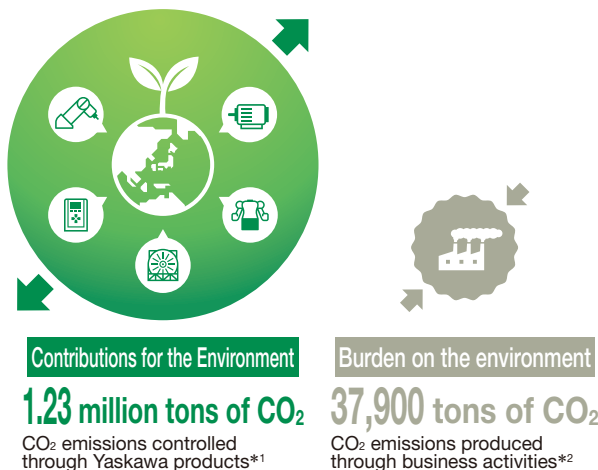 Contributions for the Environment
1.23 million tons of CO₂
CO₂ emissions controlled
through Yaskawa products*¹
Burden on the environment
37,900 tons of CO₂
CO₂ emissions produced
through business activities*²